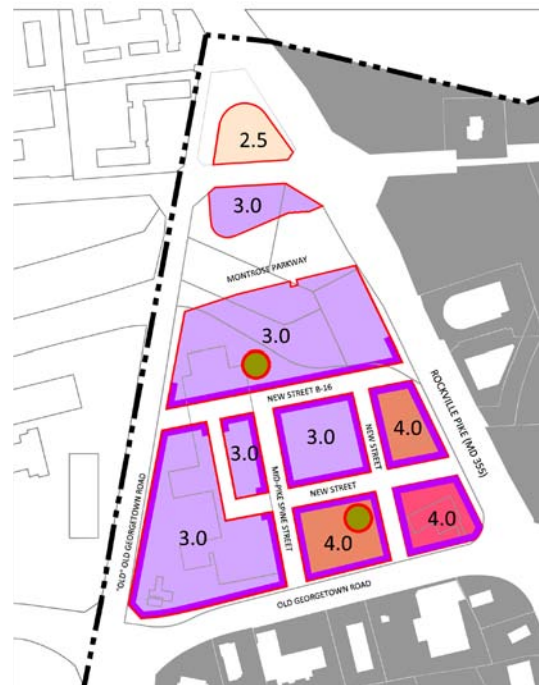 2.5
3.0
MONTROSE PARKWAY
3.0
NEW STREET B-16
ROCKVILLE PIKE (MD 355)
3.0
3.0
NEW STREET
4.0
"OLD" OLD GEORGETOWN ROAD
3.0
MID-PIKE SPINE STREET
NEW STREET
4.0
4.0
OLD GEORGETOWN ROAD